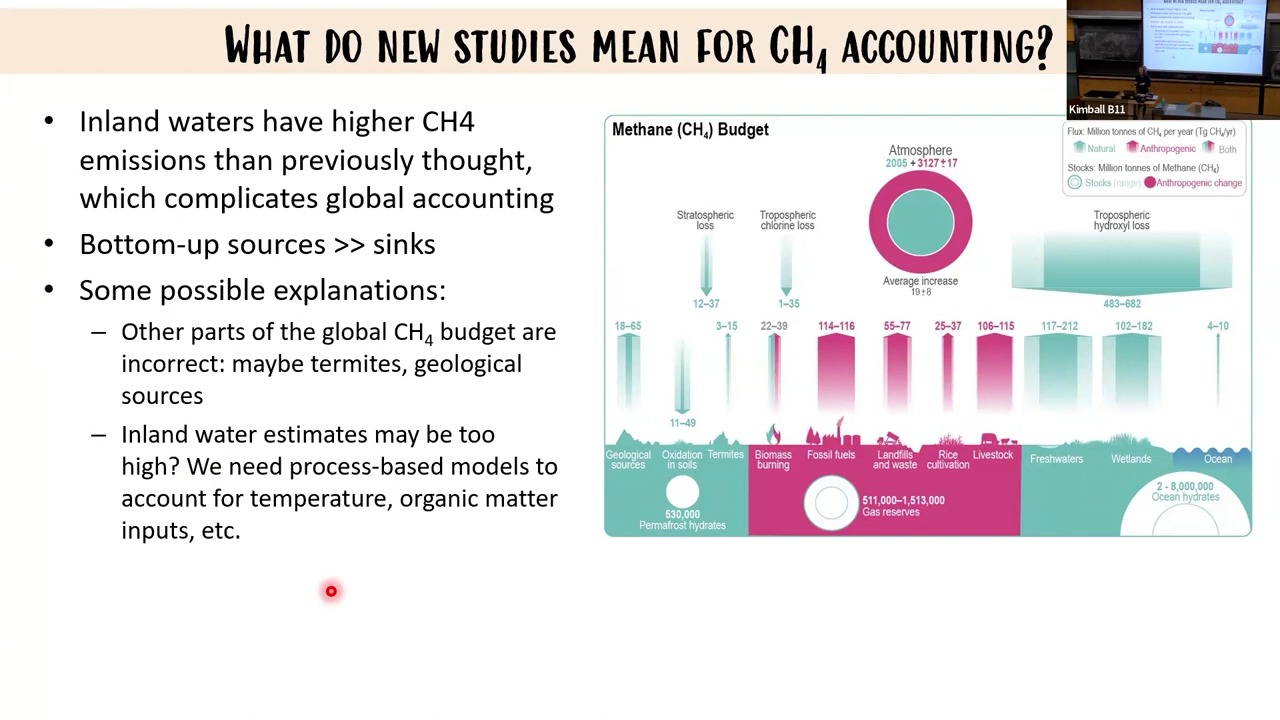 WHAT DO NEW STUDIES MEAN FOR CH4 ACCOUNTING?
Kimball B11
• Inland waters have higher CH4
emissions than previously thought,
which complicates global accounting
• Bottom-up sources >> sinks
• Some possible explanations:
– Other parts of the global CH4 budget are
incorrect: maybe termites, geological
sources
– Inland water estimates may be too
high? We need process-based models to
account for temperature, organic matter
inputs, etc.
Methane (CH4) Budget
Flux: Million tonnes of CH4 per year (Tg CH4/yr)
Natural Anthropogenic Both
Stocks: Million tonnes of Methane (CH4)
Stocks (range) Anthropogenic change
Atmosphere
2005 + 3127±17
Average increase
19±8
Stratospheric
loss
12–37
Tropospheric
chlorine loss
1–35
Tropospheric
hydroxyl loss
483–682
18–65
3–15
22–39
114–116
55–77
25–37
106–115
117–212
102–182
4–10
11–49
Geological
sources
Oxidation
in soils
Termites
Biomass
burning
Fossil fuels
Landfills
and waste
Rice
cultivation
Livestock
Freshwaters
Wetlands
Ocean
530,000
Permafrost hydrates
511,000–1,513,000
Gas reserves
2 - 8,000,000
Ocean hydrates